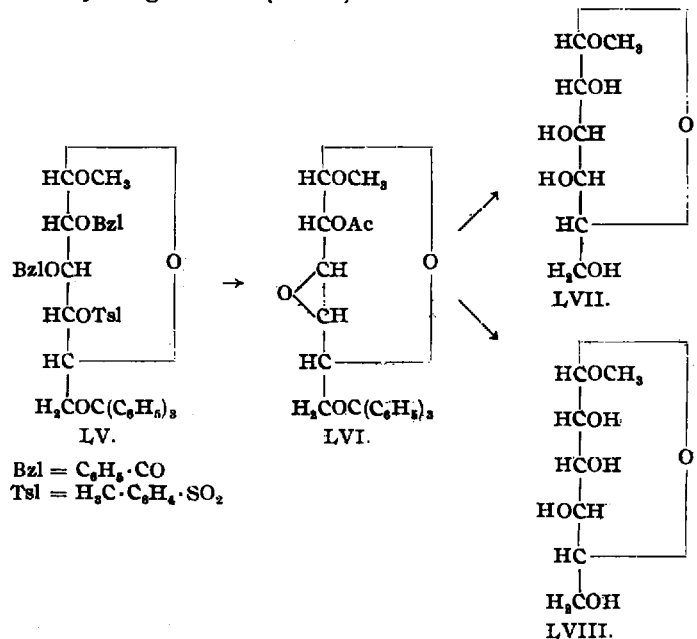 HCOCH₃
HCOBzl
BzlOCH
O
HCOTsl
HC
H₂COC(C₆H₅)₃
LV.
Bzl = C₆H₅·CO
Tsl = H₃C·C₆H₄·SO₂
HCOCH₃
HCOAc
CH
O
O
CH
HC
H₂COC(C₆H₅)₃
LVI.
HCOCH₃
HCOH
HOCH
O
HOCH
HC
H₂COH
LVII.
HCOCH₃
HCOH
HCOH
O
HOCH
HC
H₂COH
LVIII.